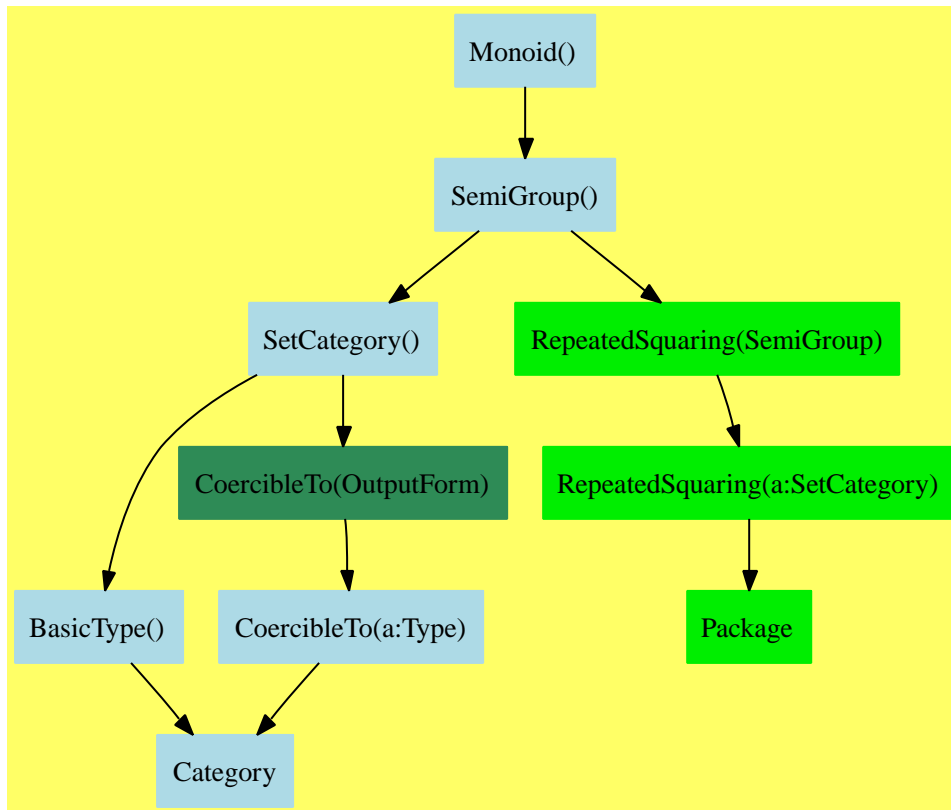 Monoid()
SemiGroup()
SetCategory()
RepeatedSquaring(SemiGroup)
CoercibleTo(OutputForm)
RepeatedSquaring(a:SetCategory)
BasicType()
CoercibleTo(a:Type)
Package
Category